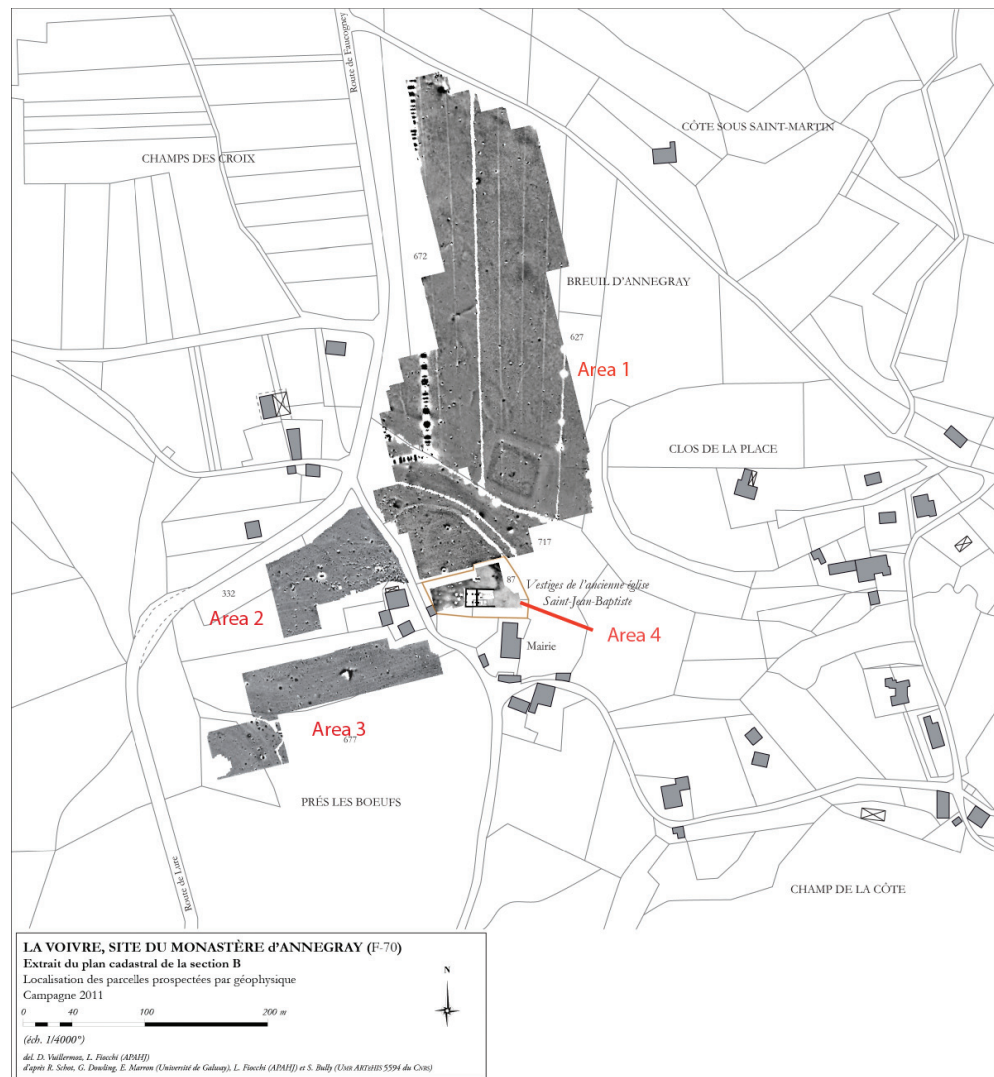 Route de Faucogney
CÔTE SOUS SAINT-MARTIN
CHAMPS DES CROIX
672
BREUIL D'ANNEGRAY
627
Area 1
CLOS DE LA PLACE
717
87
Vestiges de l'ancienne église
Saint-Jean-Baptiste
332
Area 2
Area 4
Mairie
Area 3
677
PRÉS LES BOEUFS
Route de Lure
CHAMP DE LA CÔTE
LA VOIVRE, SITE DU MONASTÈRE d'ANNEGRAY (F-70)
Extrait du plan cadastral de la section B
Localisation des parcelles prospectées par géophysique
Campagne 2011
N
0 40 100 200 m
(éch. 1/4000°)
del. D. Vuillermoz, L. Fiocchi (APAHJ)
d'après R. Schot, G. Dowling, E. Marron (Université de Galway), L. Fiocchi (APAHJ) et S. Bully (UMR ARTEHIS 5594 du CNRS)